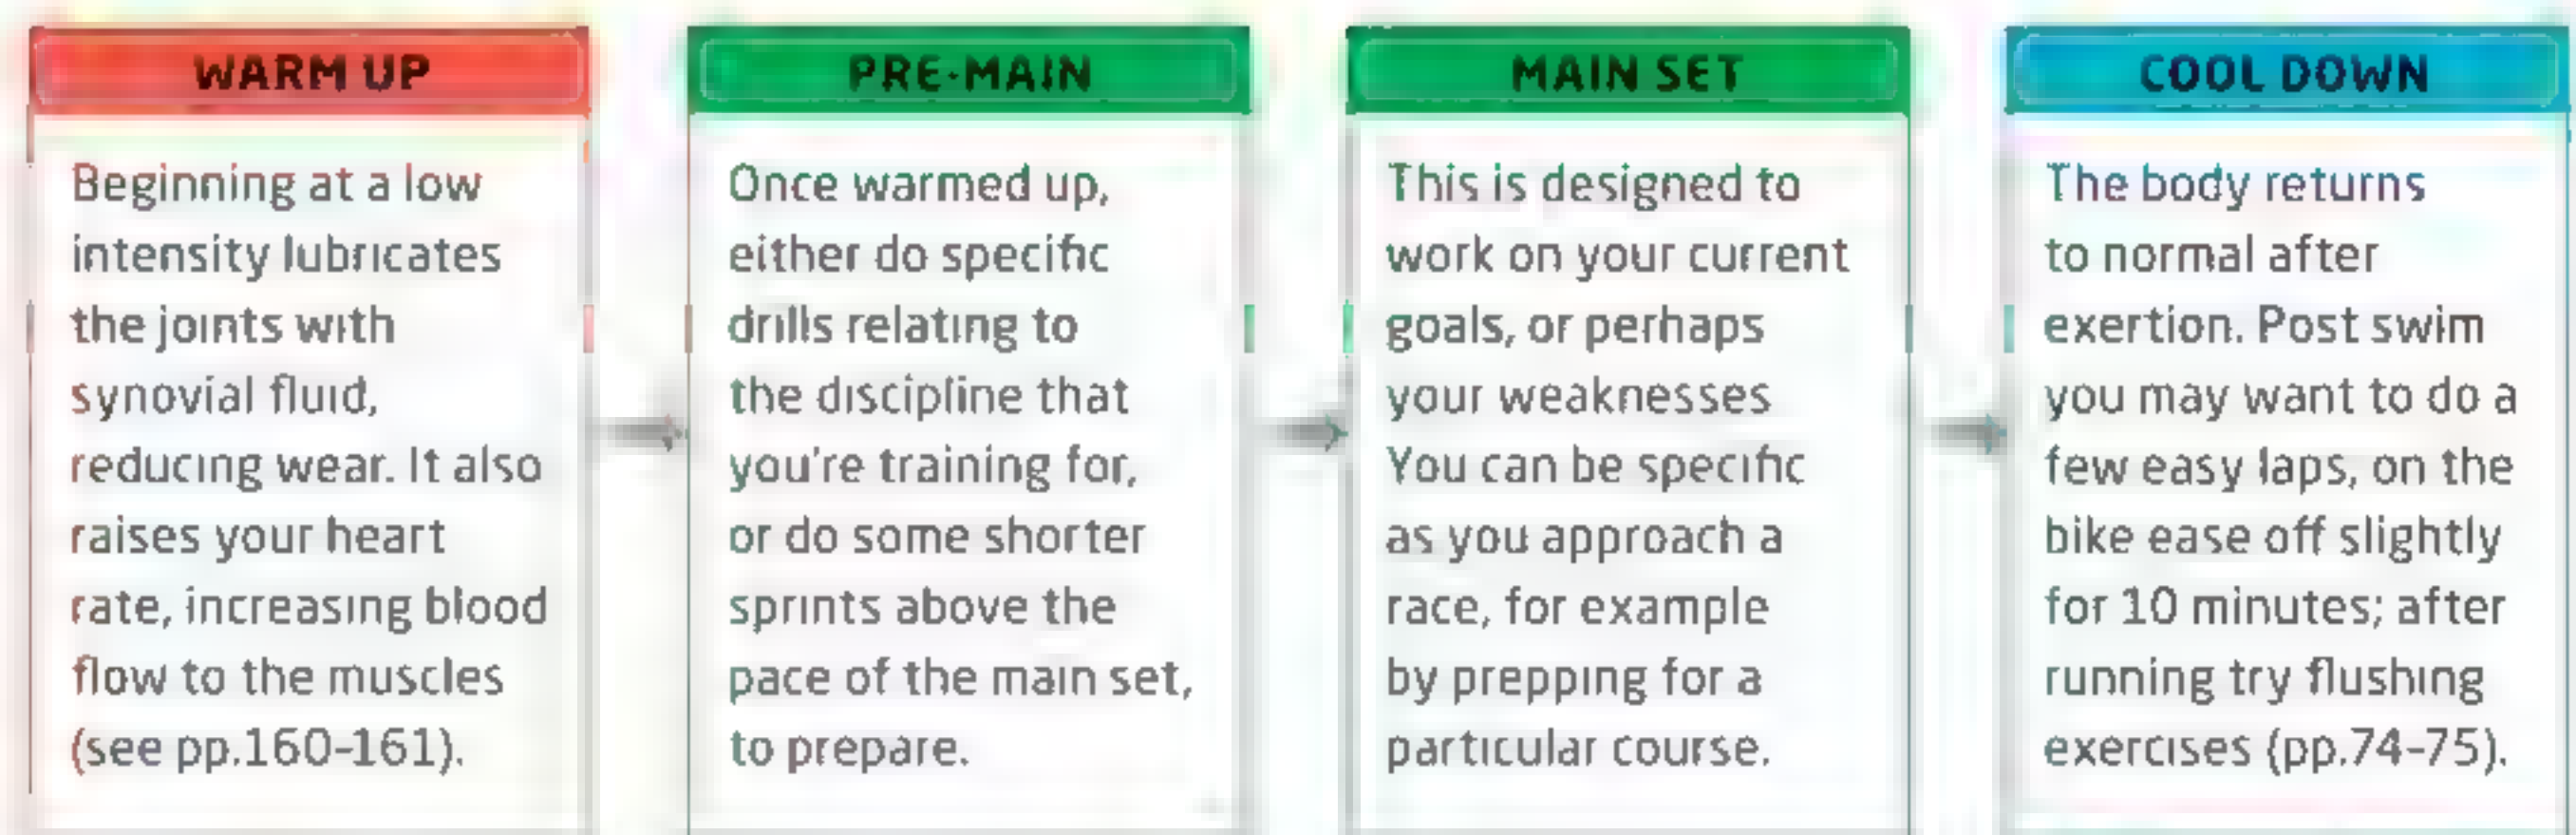 WARM UP
Beginning at a low
intensity lubricates
the joints with
synovial fluid,
reducing wear. It also
raises your heart
rate, increasing blood
flow to the muscles
(see pp.160-161).
PRE-MAIN
Once warmed up,
either do specific
drills relating to
the discipline that
you're training for,
or do some shorter
sprints above the
pace of the main set,
to prepare.
MAIN SET
This is designed to
work on your current
goals, or perhaps
your weaknesses
You can be specific
as you approach a
race, for example
by prepping for a
particular course.
COOL DOWN
The body returns
to normal after
exertion. Post swim
you may want to do a
few easy laps, on the
bike ease off slightly
for 10 minutes; after
running try flushing
exercises (pp.74-75).